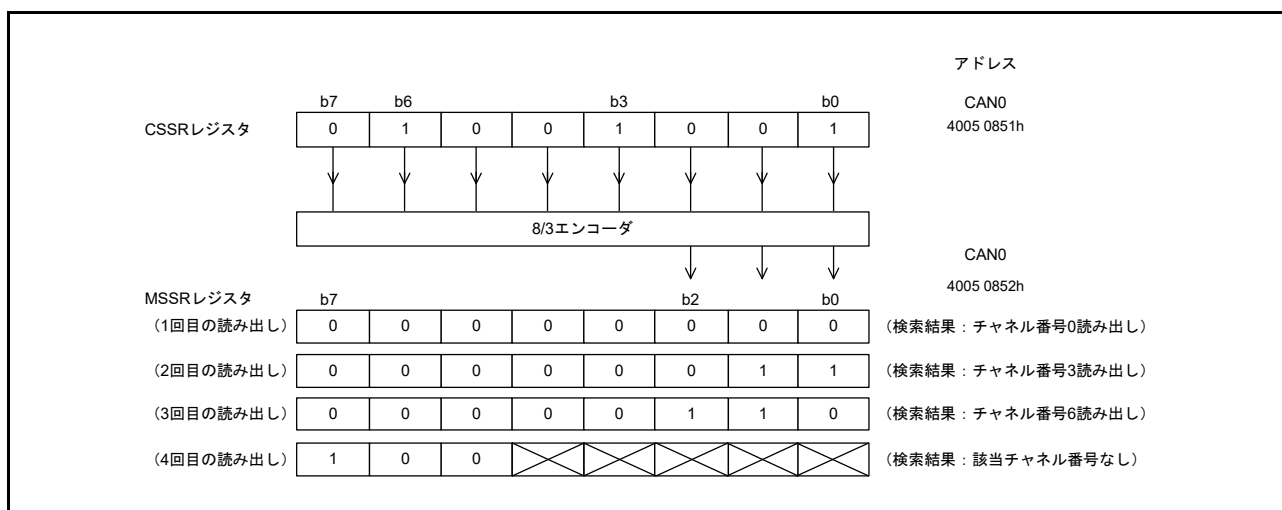 アドレス
b7 b6 b3 b0 CAN0
CSSRレジスタ 0 1 0 0 1 0 0 1 4005 0851h
8/3エンコーダ
CAN0
4005 0852h
MSSRレジスタ b7 b2 b0
（1回目の読み出し） 0 0 0 0 0 0 0 0 （検索結果：チャネル番号0読み出し）
（2回目の読み出し） 0 0 0 0 0 0 1 1 （検索結果：チャネル番号3読み出し）
（3回目の読み出し） 0 0 0 0 0 1 1 0 （検索結果：チャネル番号6読み出し）
（4回目の読み出し） 1 0 0 （検索結果：該当チャネル番号なし）